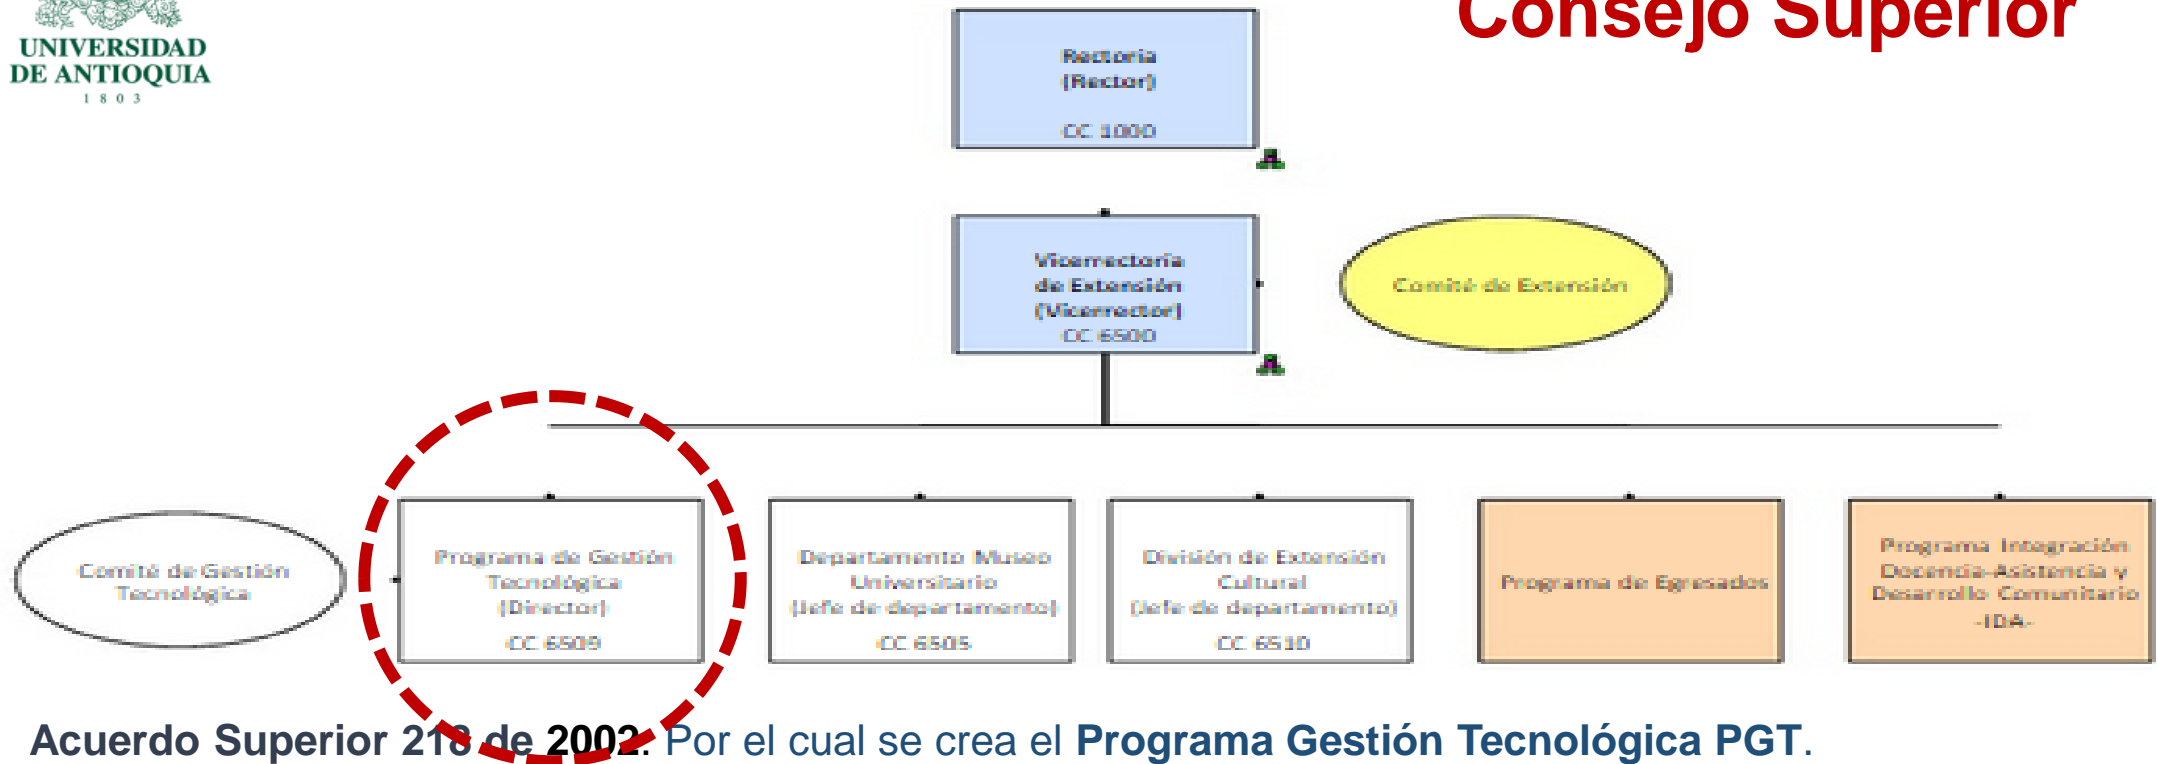 Consejo Superior
UNIVERSIDAD
DE ANTIOQUIA
1803
Rectoria
(Rector)
CC 1000
Vicerrectoria
de Extensión
(Vicerrector)
CC 6500
Comité de Extensión
Comité de Gestión
Tecnológica
Programa de Gestión
Tecnológica
(Director)
CC 6509
Departamento Museo
Universitario
(Jefe de departamento)
CC 6505
División de Extensión
Cultural
(Jefe de departamento)
CC 6510
Programa de Egresados
Programa Integración
Docencia-Asistencia y
Desarrollo Comunitario
-IDA-
Acuerdo Superior 218 de 2002. Por el cual se crea el Programa Gestión Tecnológica PGT.